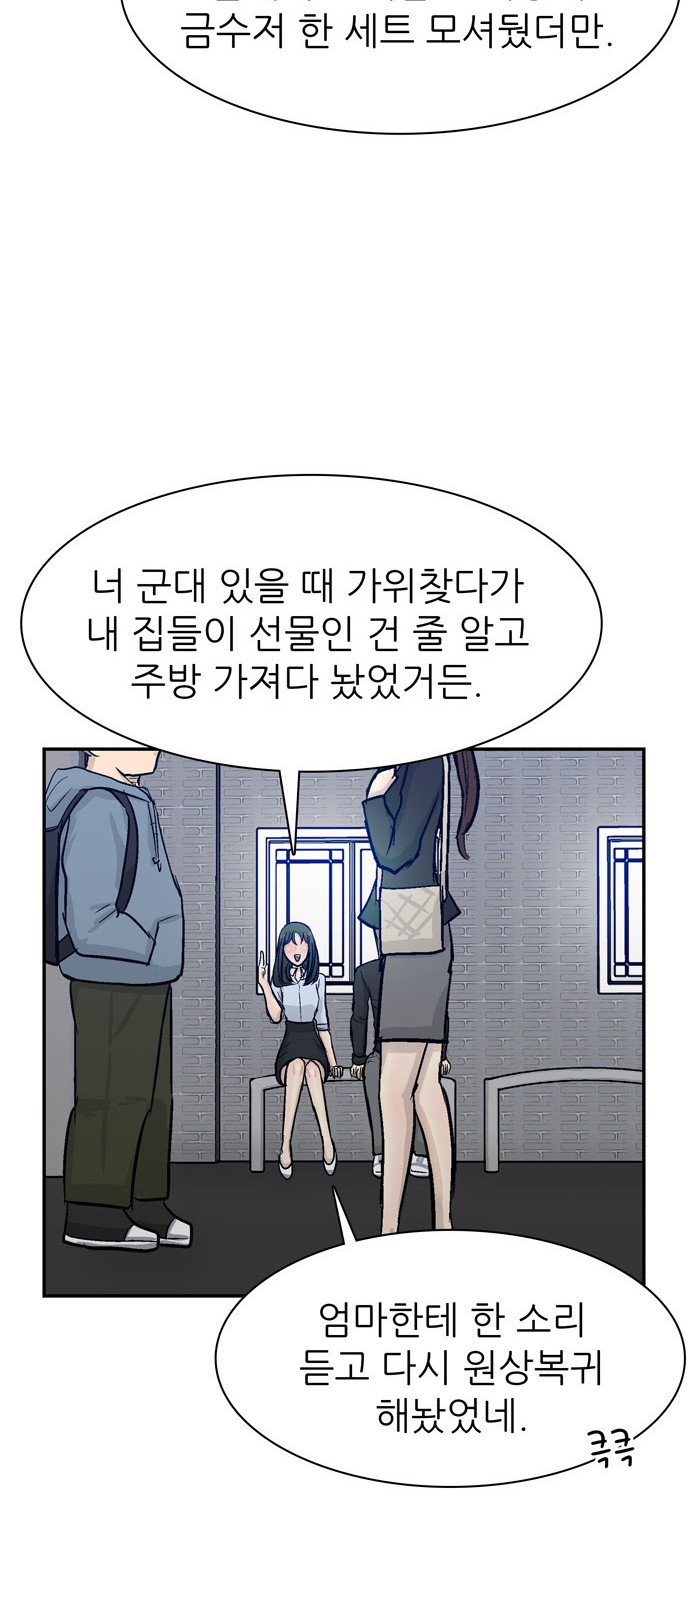 금수저 한 세트 모셔뒀더만.
너 군대 있을 때 가위찾다가
내 집들이 선물인 건 줄 알고
주방 가져다 놨었거든.
엄마한테 한 소리
듣고 다시 원상복귀
해놨었네.
큭큭